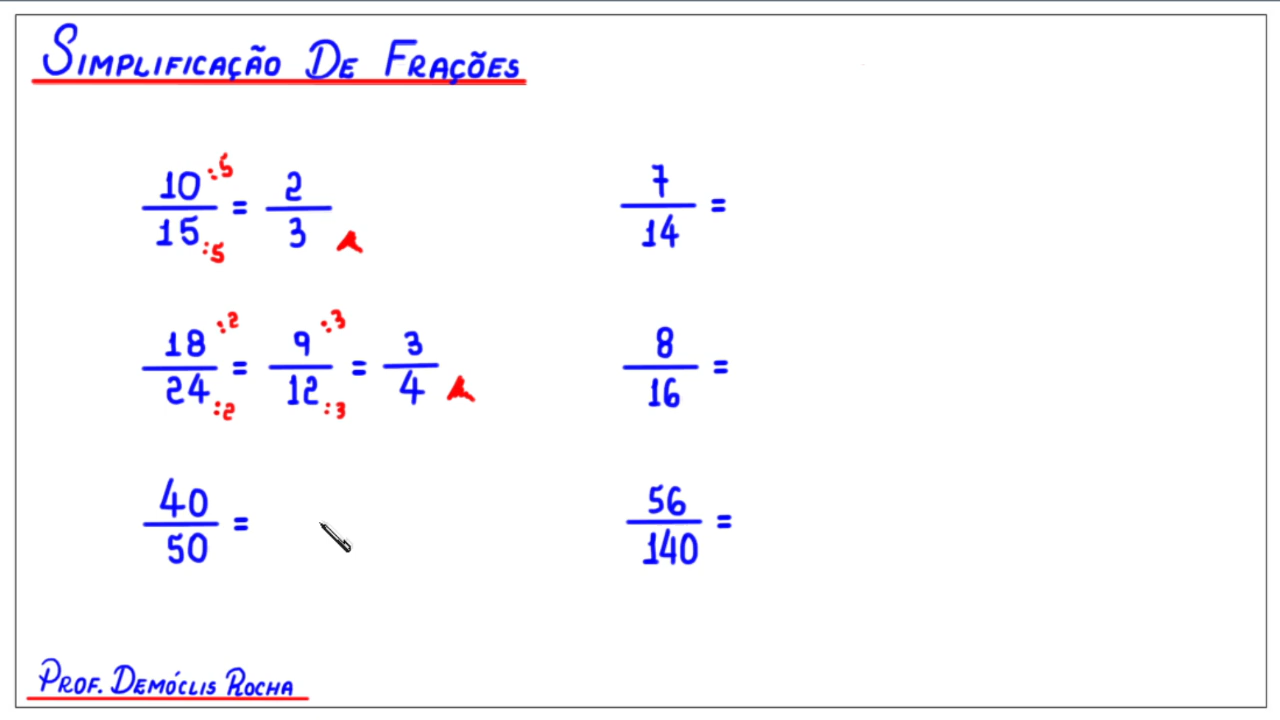 SIMPLIFICAÇÃO DE FRAÇÕES
10 :5 / 15 :5 = 2 / 3
18 :2 / 24 :2 = 9 :3 / 12 :3 = 3 / 4
40 / 50 =
7 / 14 =
8 / 16 =
56 / 140 =
PROF. DEMÓCLIS ROCHA